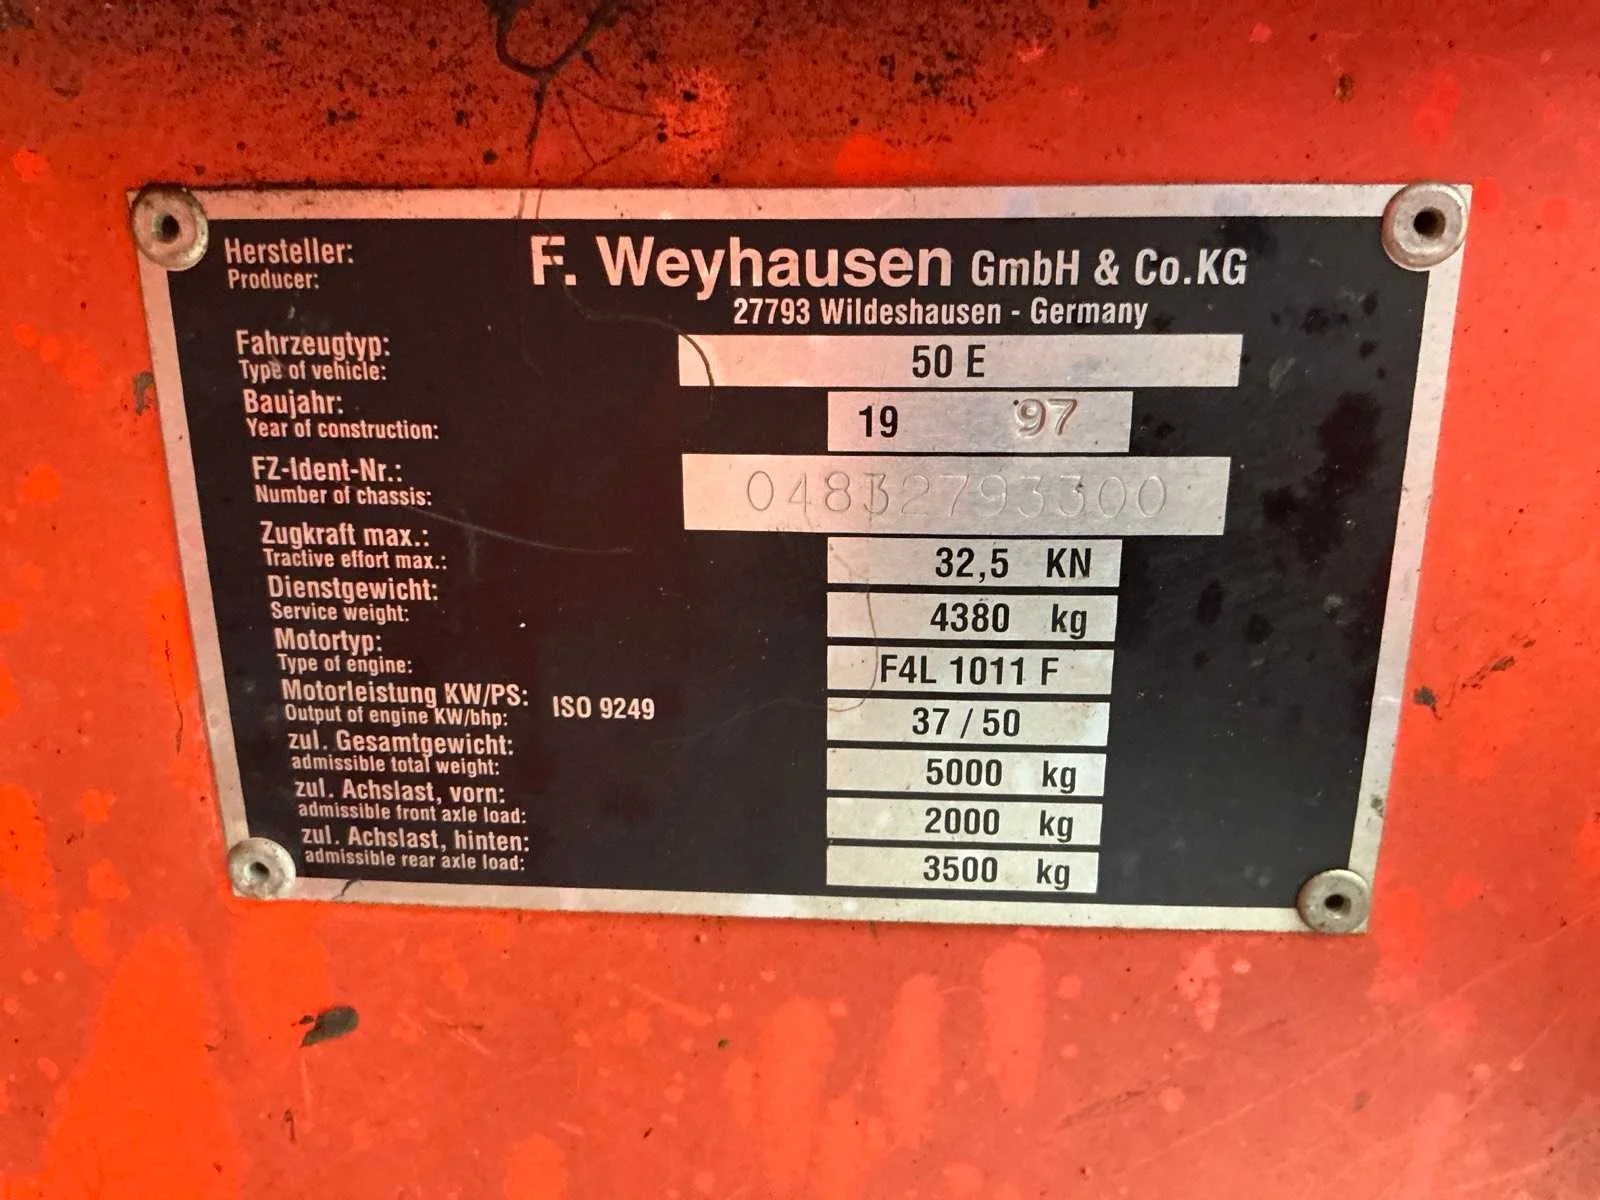 Hersteller:
Producer:
F. Weyhausen GmbH & Co.KG
27793 Wildeshausen - Germany
Fahrzeugtyp:
Type of vehicle:
50 E
Baujahr:
Year of construction:
19 97
FZ-Ident-Nr.:
Number of chassis:
Zugkraft max.:
Tractive effort max.:
32,5 KN
Dienstgewicht:
Service weight:
4380 kg
Motortyp:
Type of engine:
F4L 1011 F
Motorleistung KW/PS:
Output of engine KW/bhp:
ISO 9249
37 / 50
zul. Gesamtgewicht:
admissible total weight:
5000 kg
zul. Achslast, vorn:
admissible front axle load:
2000 kg
zul. Achslast, hinten:
admissible rear axle load:
3500 kg